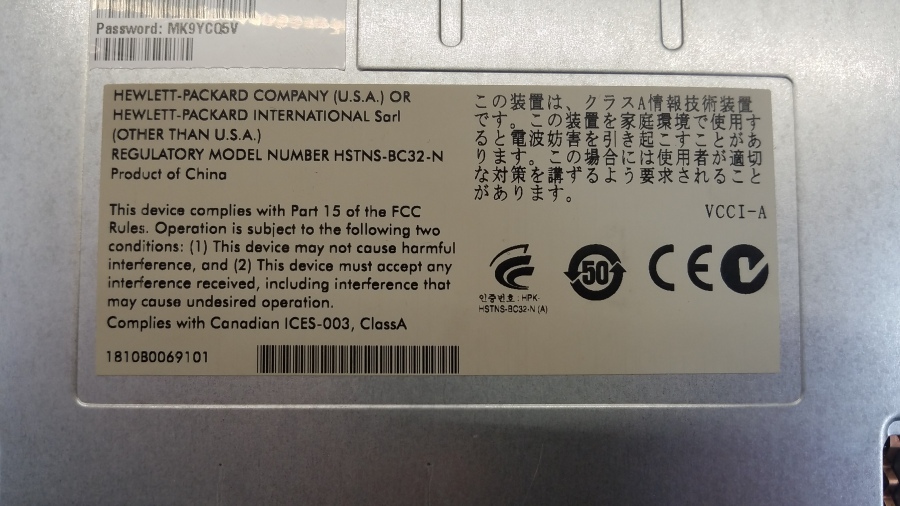 Password: MK9YCQ5V
HEWLETT-PACKARD COMPANY (U.S.A.) OR
HEWLETT-PACKARD INTERNATIONAL Sarl
(OTHER THAN U.S.A.)
REGULATORY MODEL NUMBER HSTNS-BC32-N
Product of China
This device complies with Part 15 of the FCC
Rules. Operation is subject to the following two
conditions: (1) This device may not cause harmful
interference, and (2) This device must accept any
interference received, including interference that
may cause undesired operation.
Complies with Canadian ICES-003, ClassA
1810B0069101
この装置は、クラスA情報技術装置
です。この装置を家庭環境で使用す
ると電波妨害を引き起こすことがあ
ります。この場合には使用者が適切
な対策を講ずるよう要求されること
があります。
VCCI-A
인증번호 : HPK-
HSTNS-BC32-N (A)
50
CE